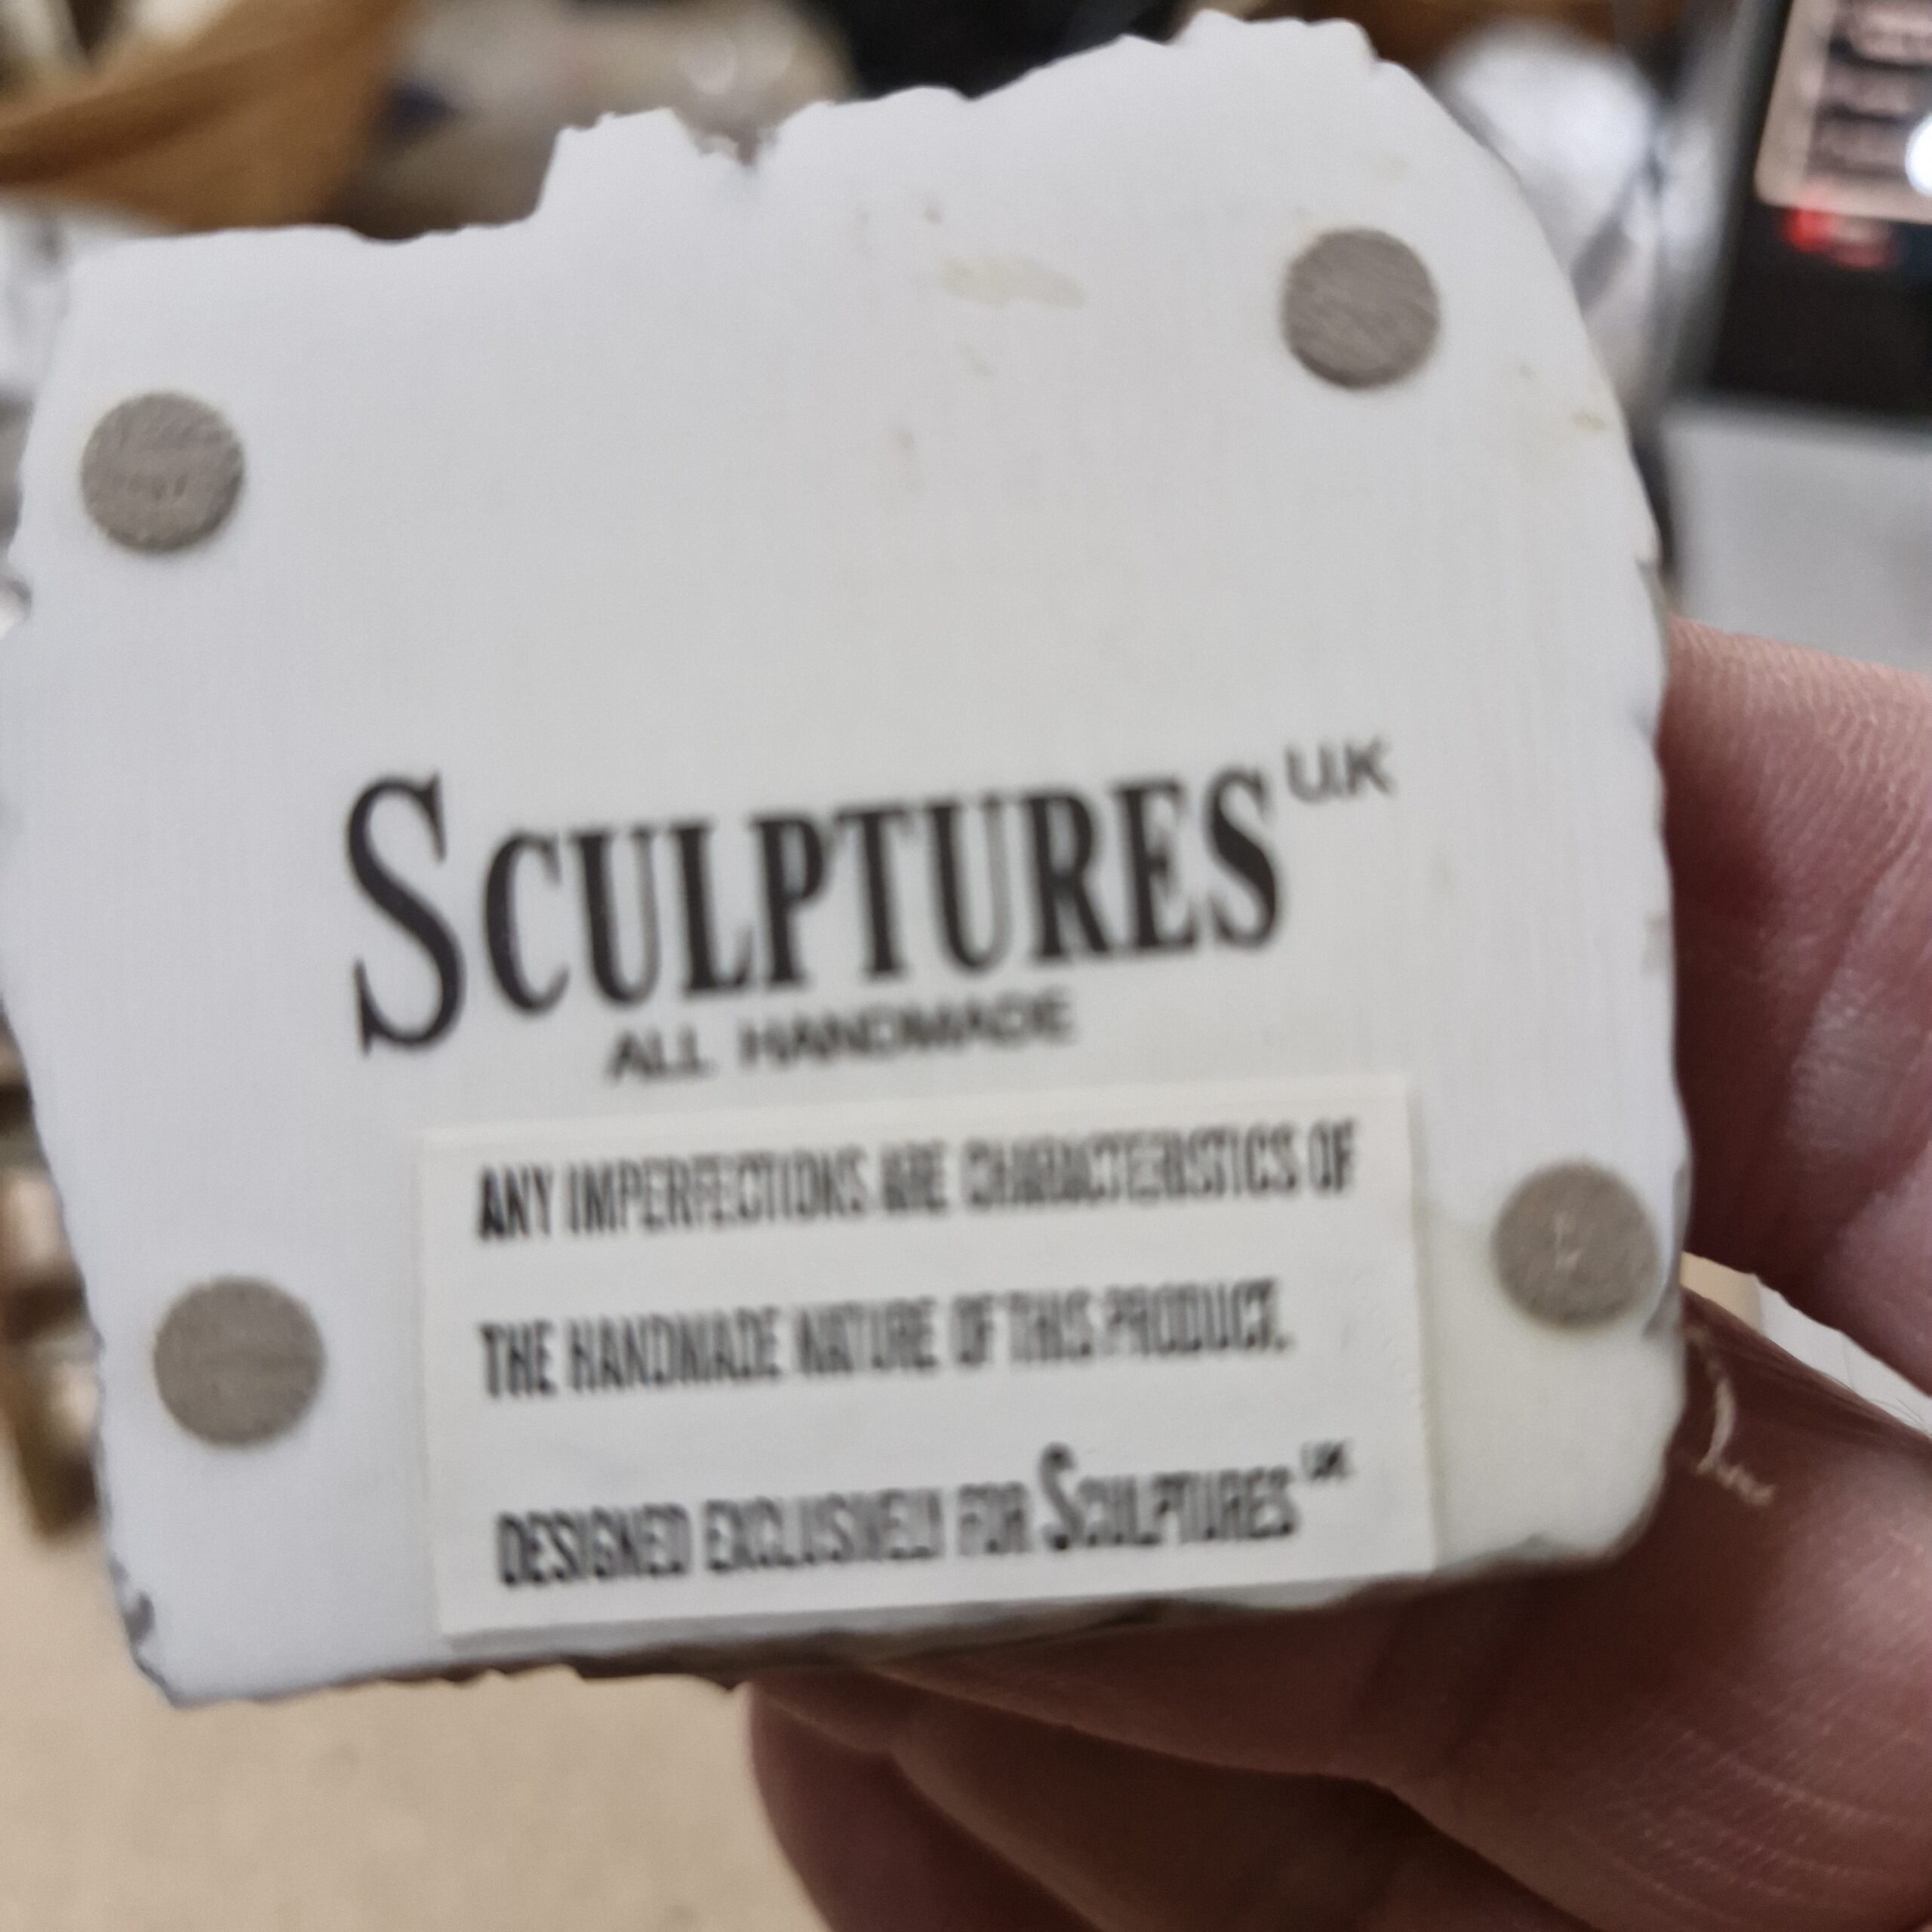 SCULPTURES U.K
ALL HANDMADE
ANY IMPERFECTIONS ARE CHARACTERISTICS OF
THE HANDMADE NATURE OF THIS PRODUCT.
DESIGNED EXCLUSIVELY FOR SCULPTURES UK